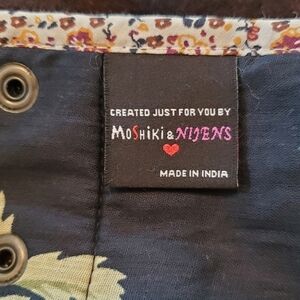 CREATED JUST FOR YOU BY
MoShiKi & NIJENS
MADE IN INDIA